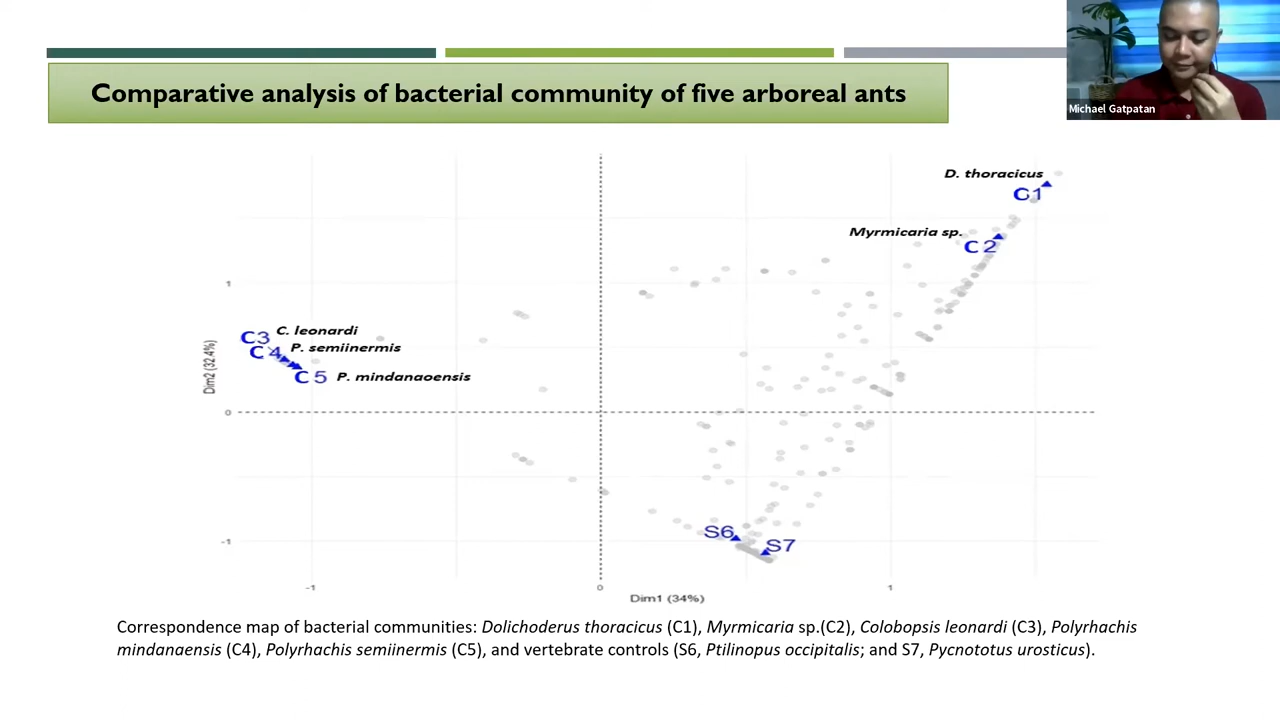 Michael Gatpatan
Comparative analysis of bacterial community of five arboreal ants
D. thoracicus
C1
Myrmicaria sp.
C 2
1
C3 C. leonardi
C 4 P. semiinermis
C 5 P. mindanaoensis
Dim2 (32.4%)
0
S6
S7
-1
-1
0
1
Dim1 (34%)
Correspondence map of bacterial communities: Dolichoderus thoracicus (C1), Myrmicaria sp.(C2), Colobopsis leonardi (C3), Polyrhachis
mindanaensis (C4), Polyrhachis semiinermis (C5), and vertebrate controls (S6, Ptilinopus occipitalis; and S7, Pycnototus urosticus).